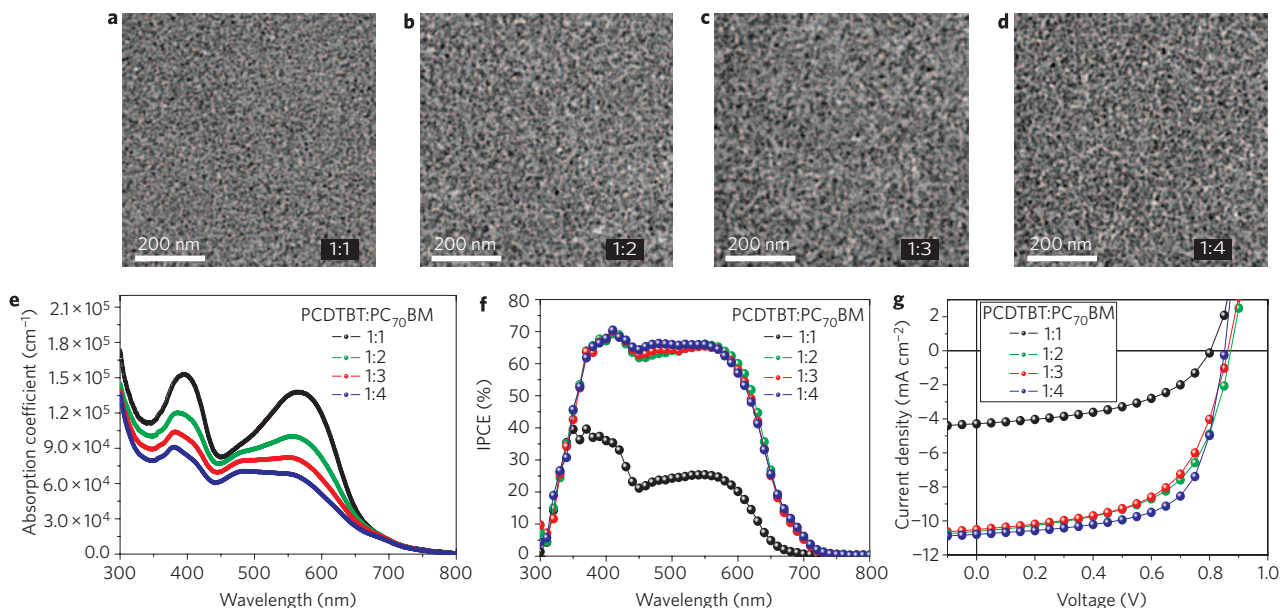 a
b
c
d
200 nm
1:1
200 nm
1:2
200 nm
1:3
200 nm
1:4
e
2.1 × 10⁵
1.8 × 10⁵
1.5 × 10⁵
1.2 × 10⁵
9.0 × 10⁴
6.0 × 10⁴
3.0 × 10⁴
0.0
Absorption coefficient (cm⁻¹)
PCDTBT:PC₇₀BM
1:1
1:2
1:3
1:4
300 400 500 600 700 800
Wavelength (nm)
f
80
70
60
50
40
30
20
10
0
IPCE (%)
PCDTBT:PC₇₀BM
1:1
1:2
1:3
1:4
300 400 500 600 700 800
Wavelength (nm)
g
2
0
−2
−4
−6
−8
−10
−12
Current density (mA cm⁻²)
PCDTBT:PC₇₀BM
1:1
1:2
1:3
1:4
0.0 0.2 0.4 0.6 0.8 1.0
Voltage (V)